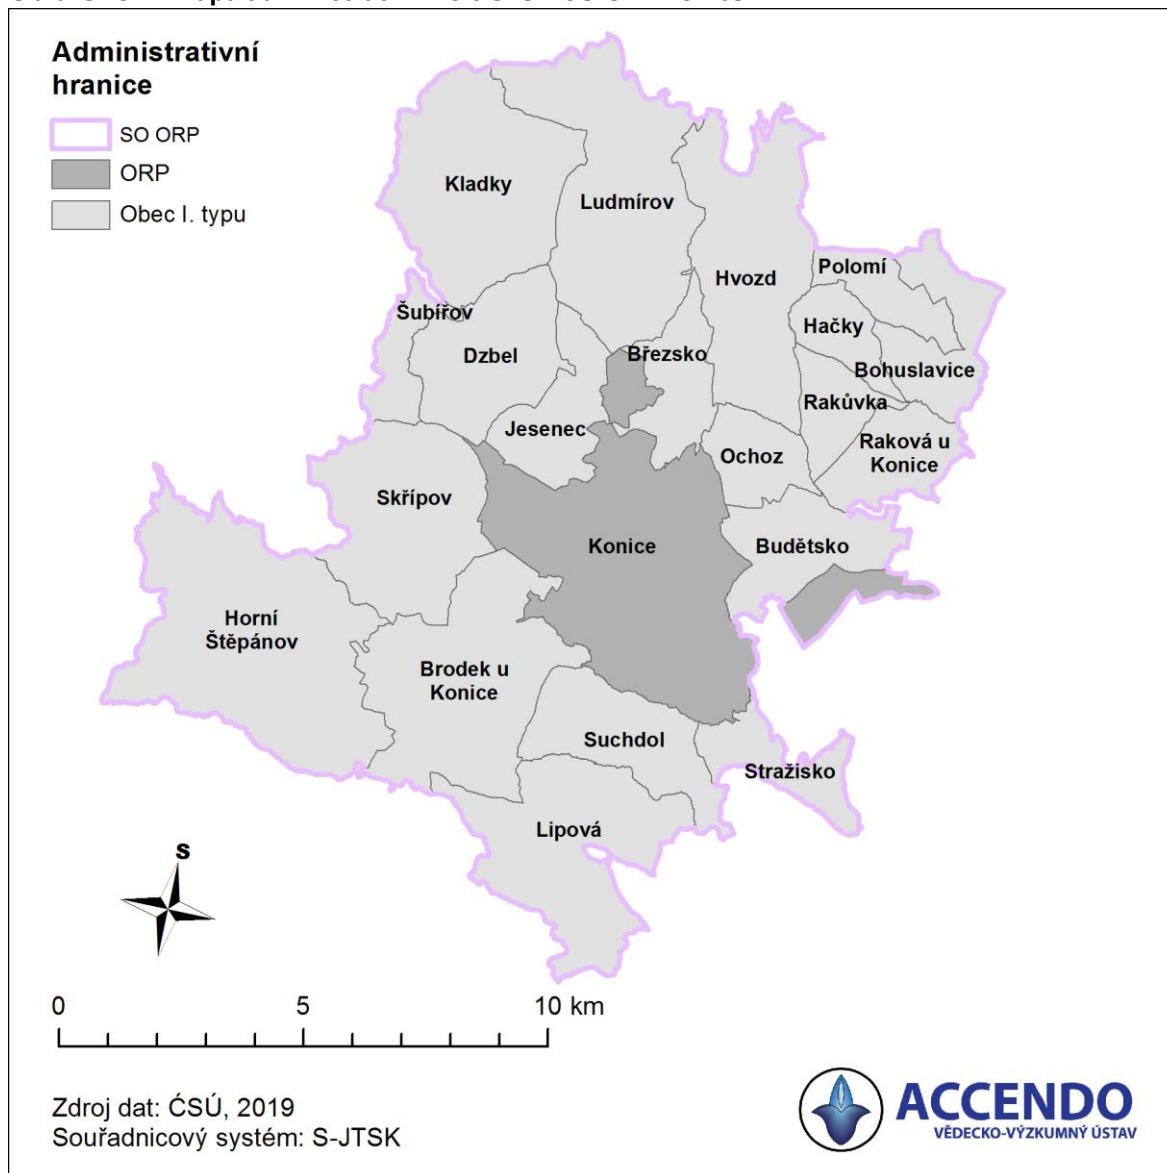 Administrativní
hranice
SO ORP
ORP
Obec I. typu
Kladky
Ludmírov
Hvozd
Polomí
Šubířov
Hačky
Dzbel
Březsko
Bohuslavice
Rakůvka
Jesenec
Ochoz
Raková u
Konice
Skřípov
Konice
Budětsko
Horní
Štěpánov
Brodek u
Konice
Suchdol
Stražisko
Lipová
S
0 5 10 km
Zdroj dat: ĆSÚ, 2019
Souřadnicový systém: S-JTSK
ACCENDO
VĚDECKO-VÝZKUMNÝ ÚSTAV